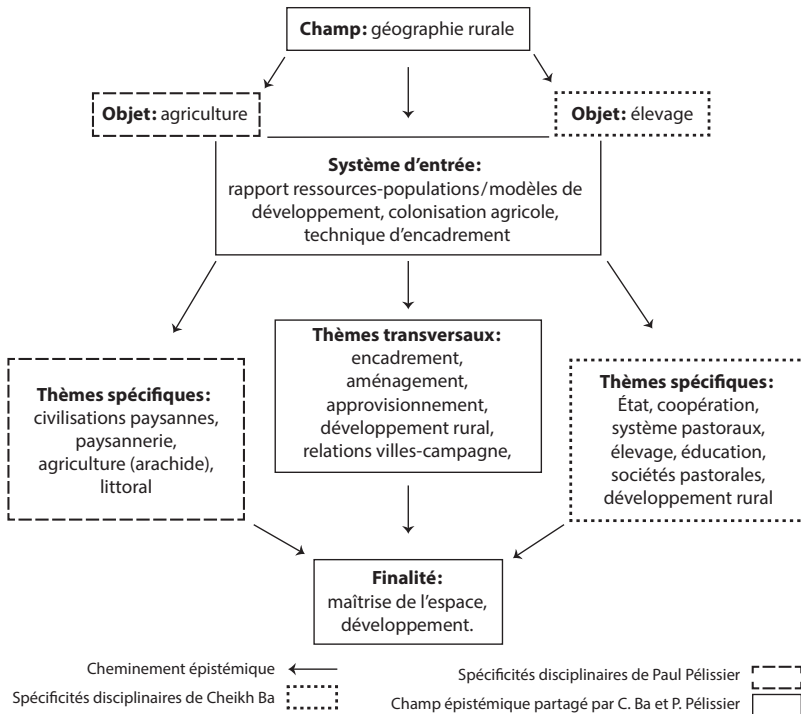 Champ: géographie rurale
Objet: agriculture
Objet: élevage
Système d'entrée:
rapport ressources-populations/modèles de
développement, colonisation agricole,
technique d'encadrement
Thèmes spécifiques:
civilisations paysannes,
paysannerie,
agriculture (arachide),
littoral
Thèmes transversaux:
encadrement,
aménagement,
approvisionnement,
développement rural,
relations villes-campagne,
Thèmes spécifiques:
État, coopération,
système pastoraux,
élevage, éducation,
sociétés pastorales,
développement rural
Finalité:
maîtrise de l'espace,
développement.
Cheminement épistémique
Spécificités disciplinaires de Cheikh Ba
Spécificités disciplinaires de Paul Pélissier
Champ épistémique partagé par C. Ba et P. Pélissier